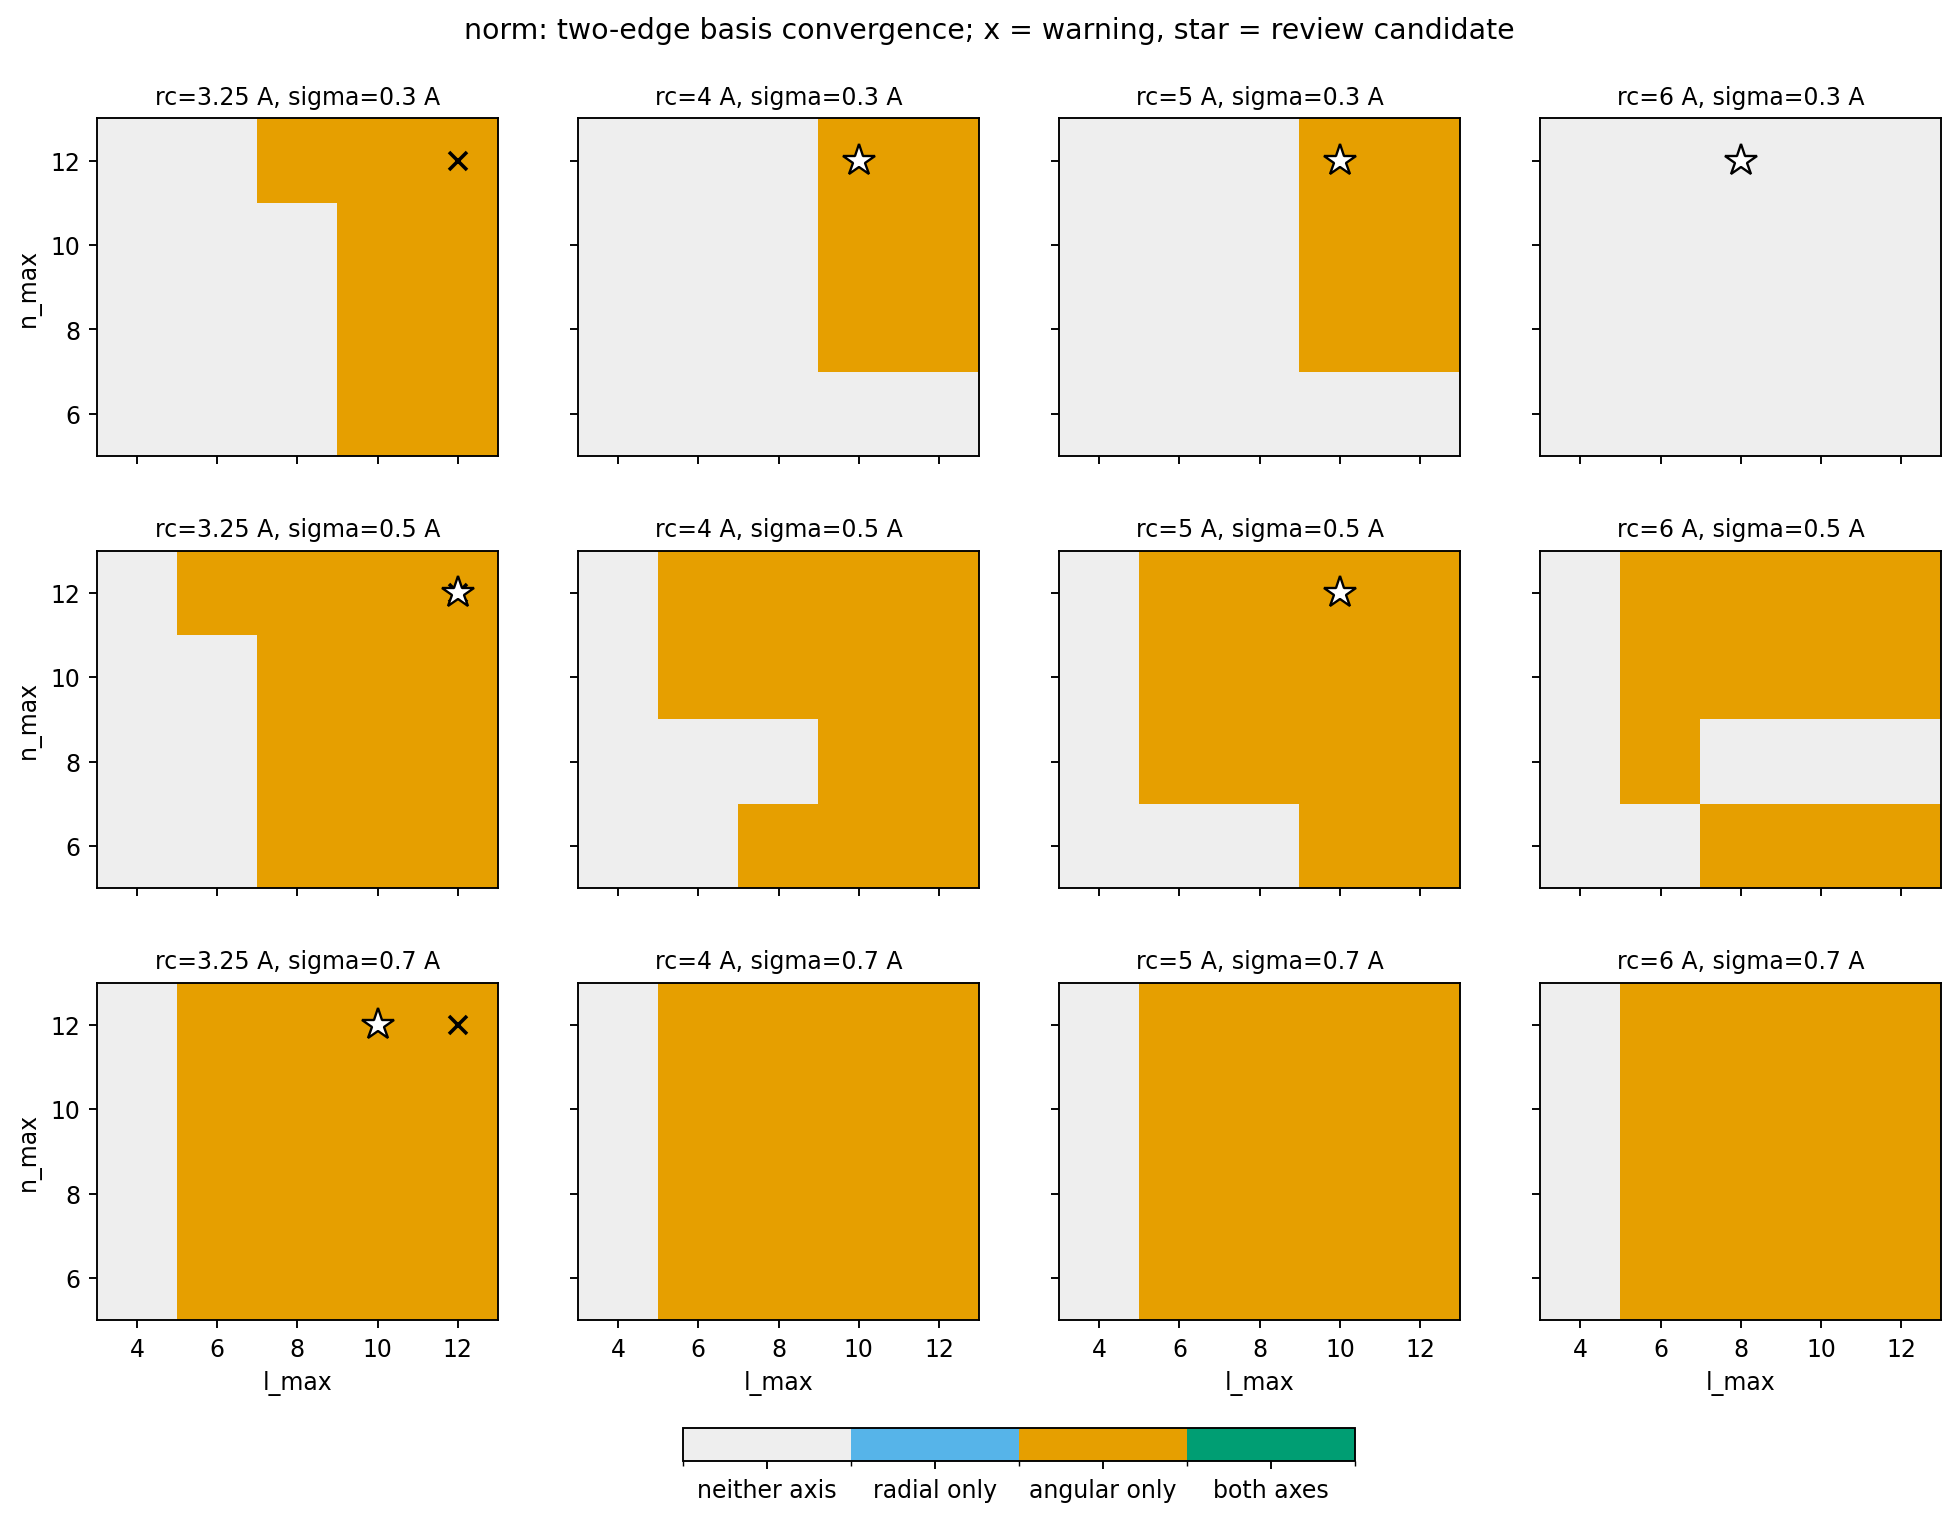 norm: two-edge basis convergence; x = warning, star = review candidate
rc=3.25 A, sigma=0.3 A
rc=4 A, sigma=0.3 A
rc=5 A, sigma=0.3 A
rc=6 A, sigma=0.3 A
n_max
12
10
8
6
rc=3.25 A, sigma=0.5 A
rc=4 A, sigma=0.5 A
rc=5 A, sigma=0.5 A
rc=6 A, sigma=0.5 A
n_max
12
10
8
6
rc=3.25 A, sigma=0.7 A
rc=4 A, sigma=0.7 A
rc=5 A, sigma=0.7 A
rc=6 A, sigma=0.7 A
n_max
12
10
8
6
4 6 8 10 12
4 6 8 10 12
4 6 8 10 12
4 6 8 10 12
l_max
l_max
l_max
l_max
neither axis
radial only
angular only
both axes